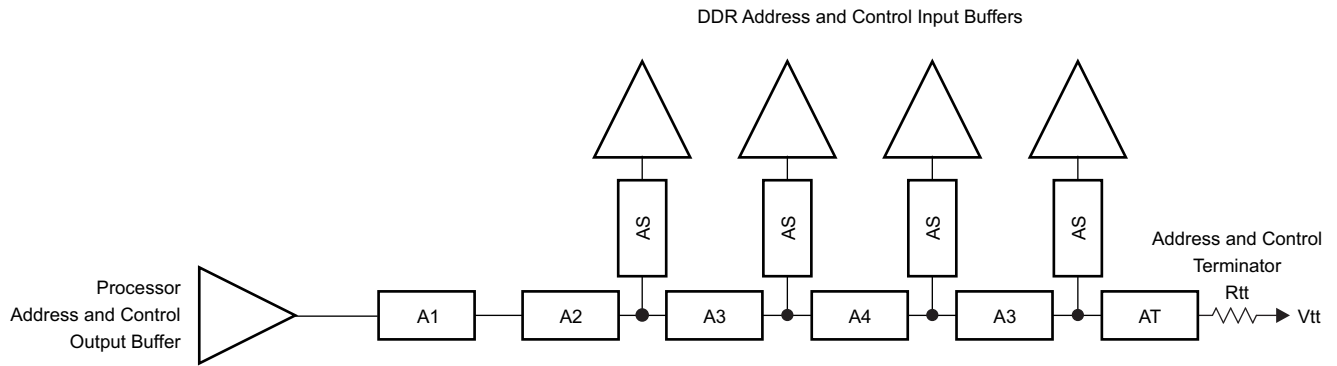 DDR Address and Control Input Buffers
AS
AS
AS
AS
Processor
Address and Control
Output Buffer
A1
A2
A3
A4
A3
AT
Address and Control
Terminator
Rtt
Vtt